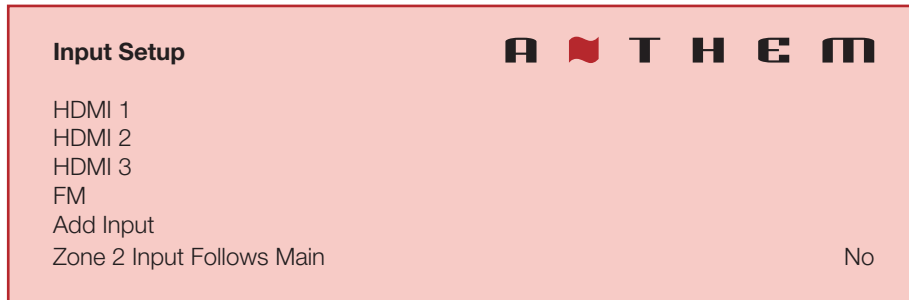 Input Setup
ANTHEM
HDMI 1
HDMI 2
HDMI 3
FM
Add Input
Zone 2 Input Follows Main No